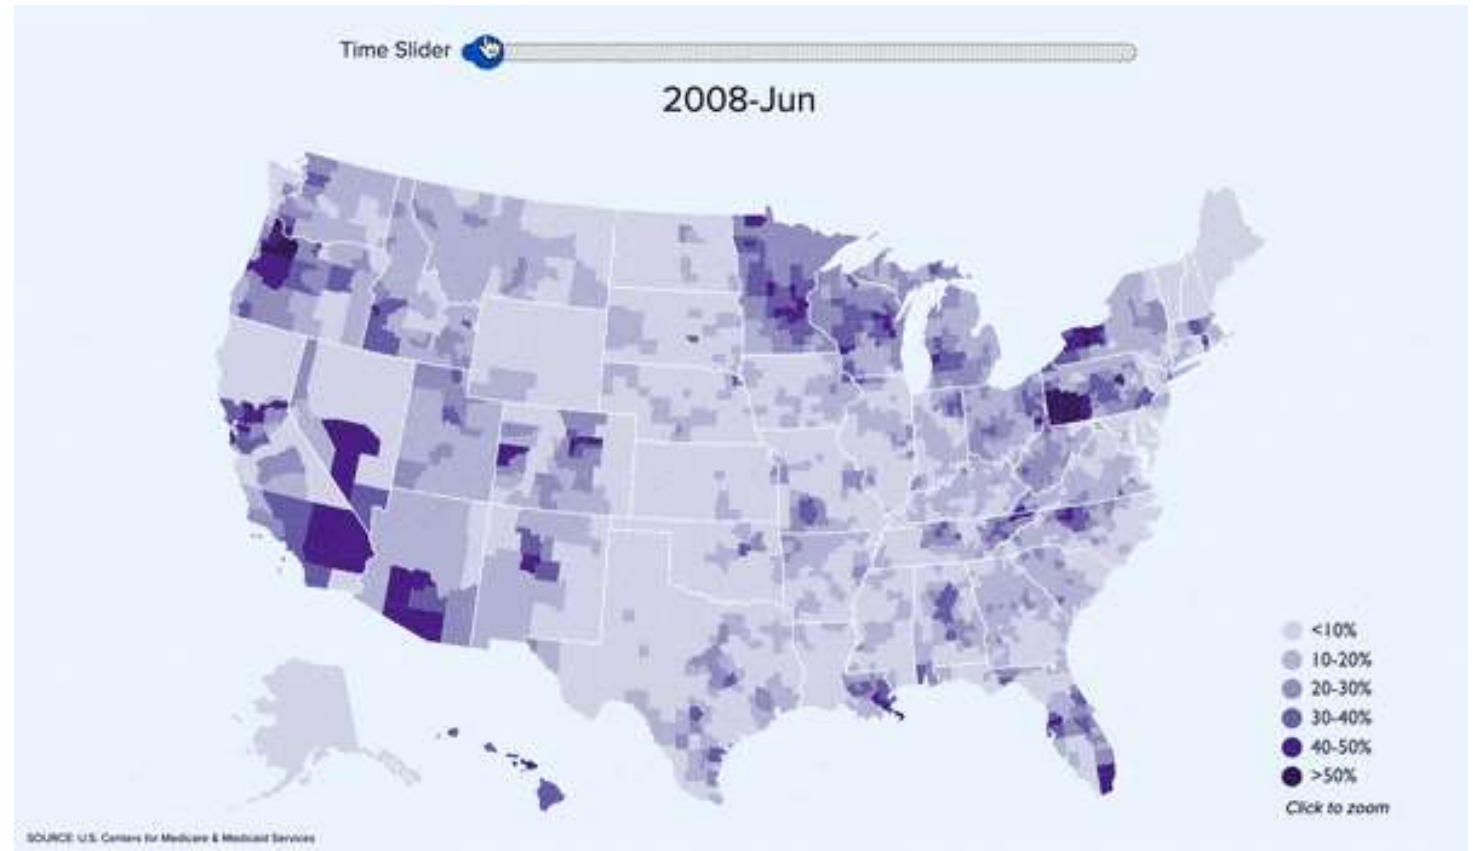 Time Slider
2008-Jun
<10%
10-20%
20-30%
30-40%
40-50%
>50%
Click to zoom
SOURCE: U.S. Centers for Medicare & Medicaid Services